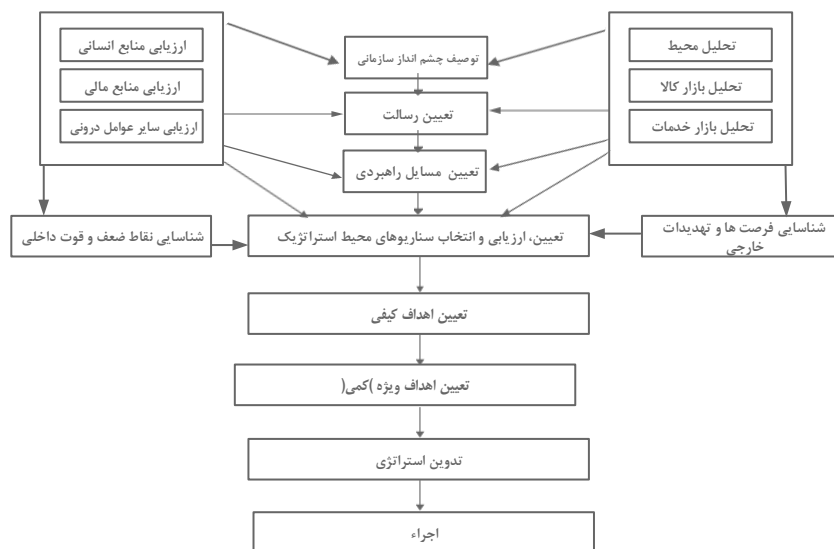 ارزیابی منابع انسانی
ارزیابی منابع مالی
ارزیابی سایر عوامل درونی
توصیف چشم انداز سازمانی
تعیین رسالت
تعیین مسایل راهبردی
تحلیل محیط
تحلیل بازار کالا
تحلیل بازار خدمات
شناسایی فرصت ها و تهدیدات
خارجی
تعیین، ارزیابی و انتخاب سناریوهای محیط استراتژیک
شناسایی نقاط ضعف و قوت داخلی
تعیین اهداف کیفی
تعیین اهداف ویژه )کمی(
تدوین استراتژی
اجراء